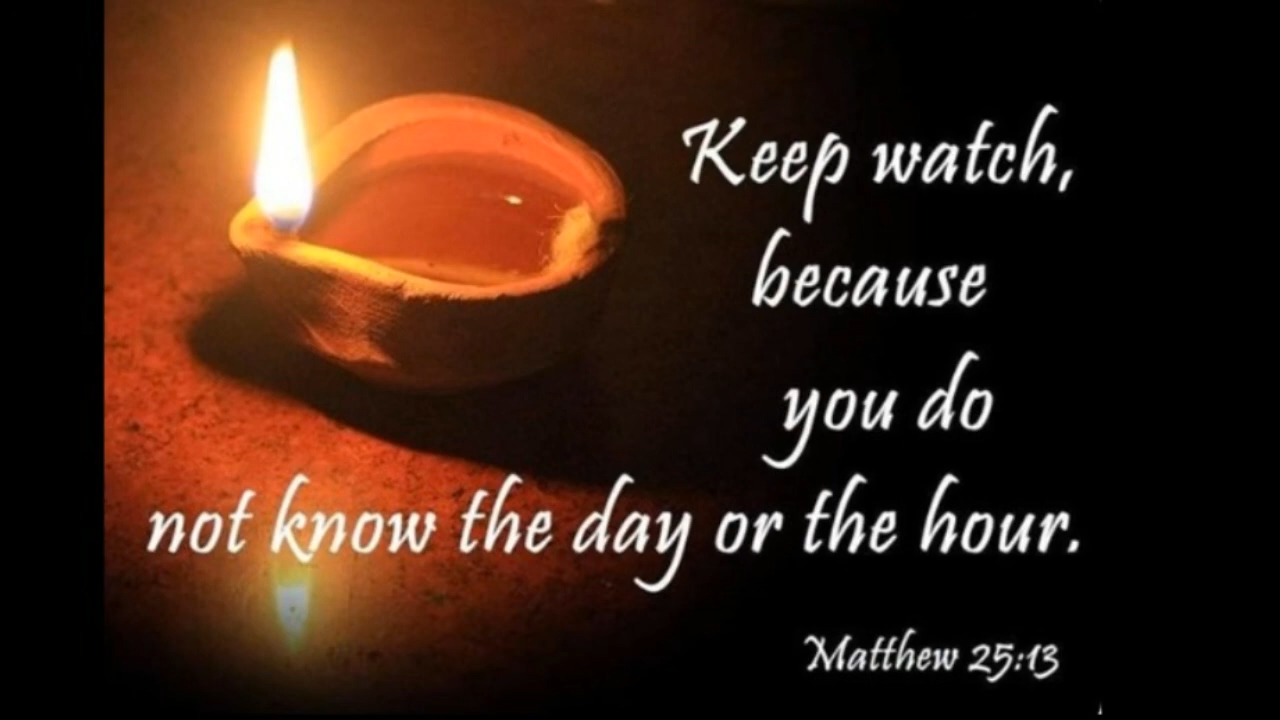 Keep watch,
because
you do
not know the day or the hour.
Matthew 25:13